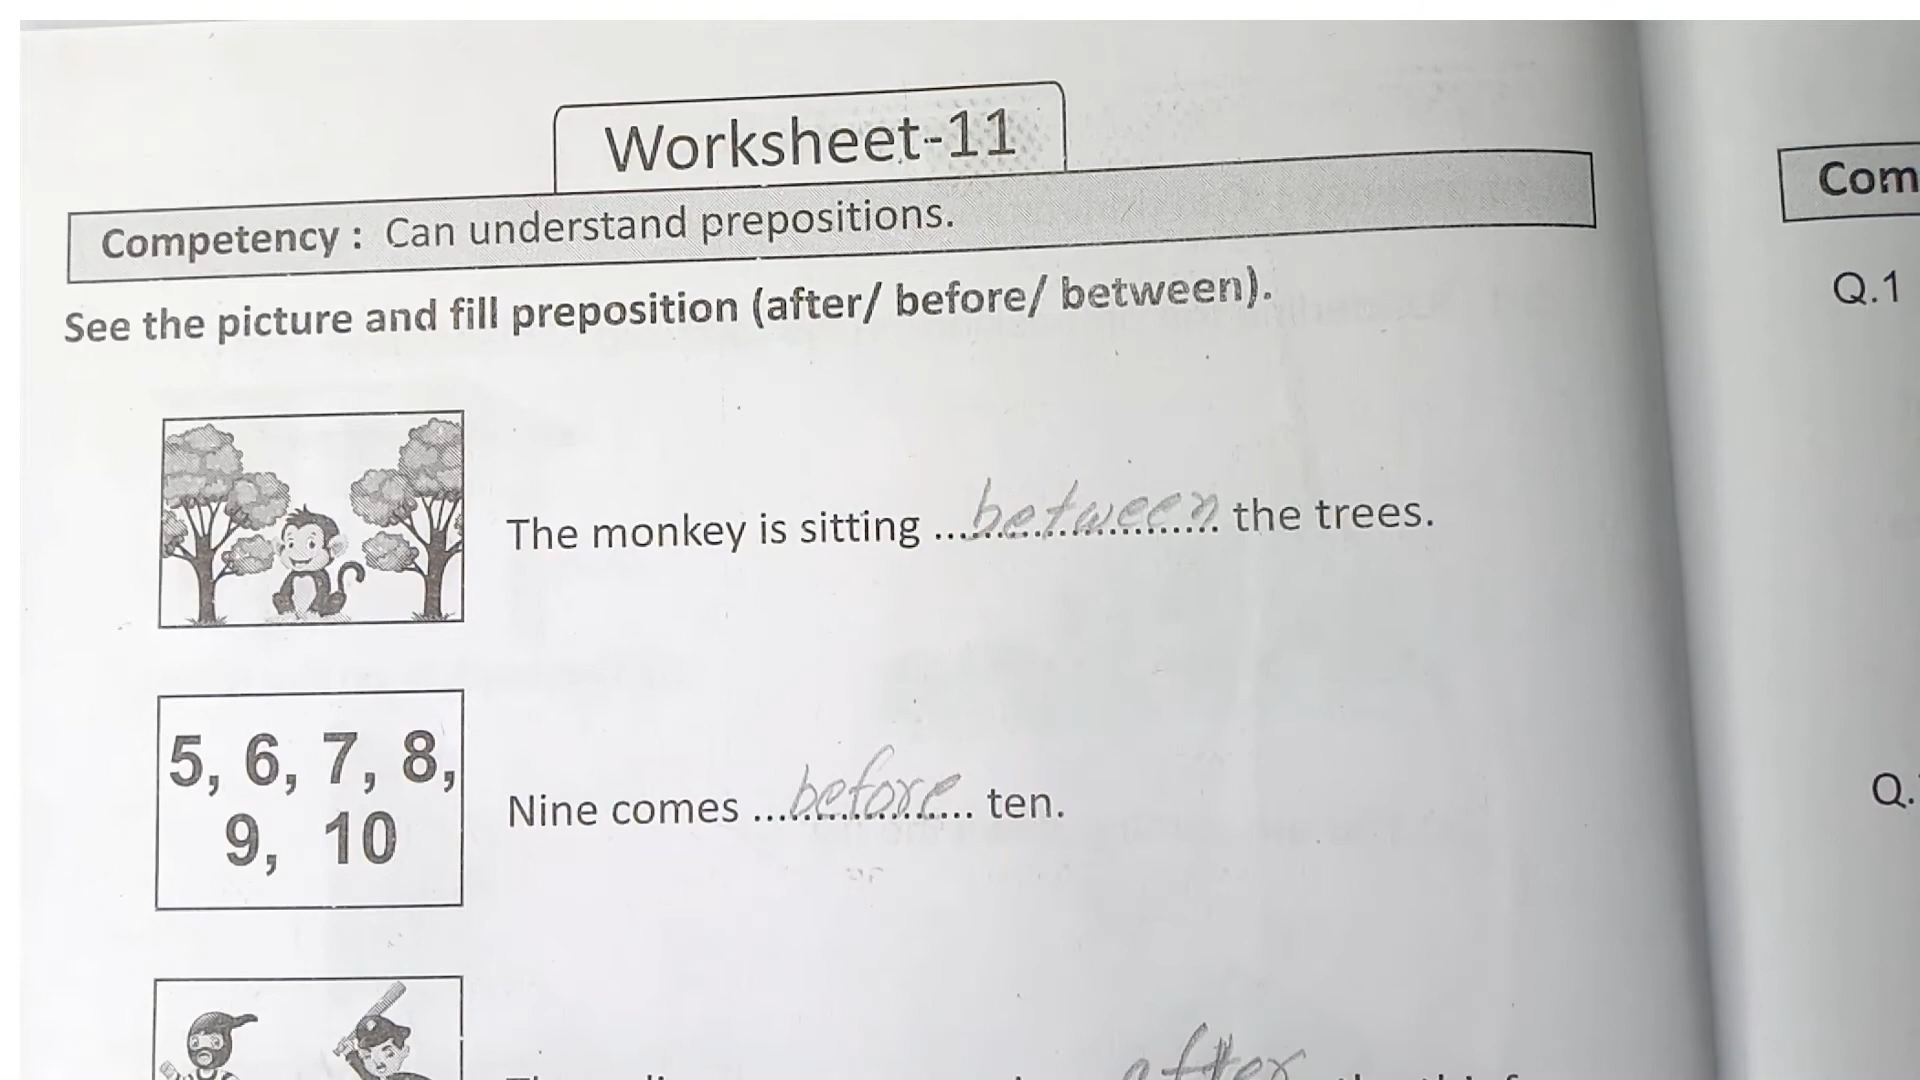 Worksheet-11
Competency : Can understand prepositions.
See the picture and fill preposition (after/ before/ between).
The monkey is sitting between the trees.
5, 6, 7, 8,
9, 10
Nine comes before ten.
after
Com
Q.1
Q.